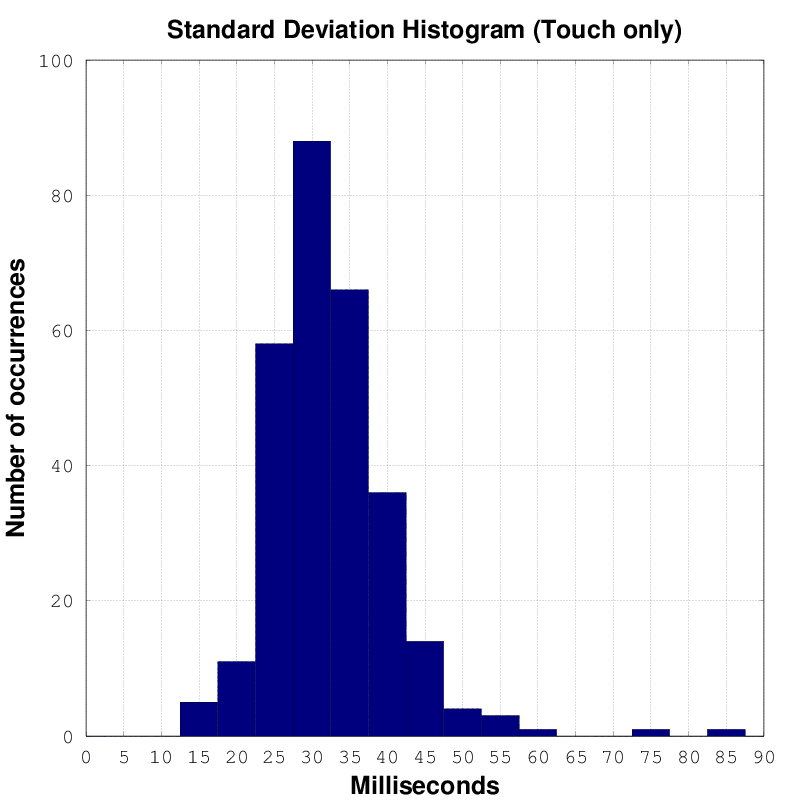 Standard Deviation Histogram (Touch only)
100
80
60
40
20
0
Number of occurrences
0 5 10 15 20 25 30 35 40 45 50 55 60 65 70 75 80 85 90
Milliseconds